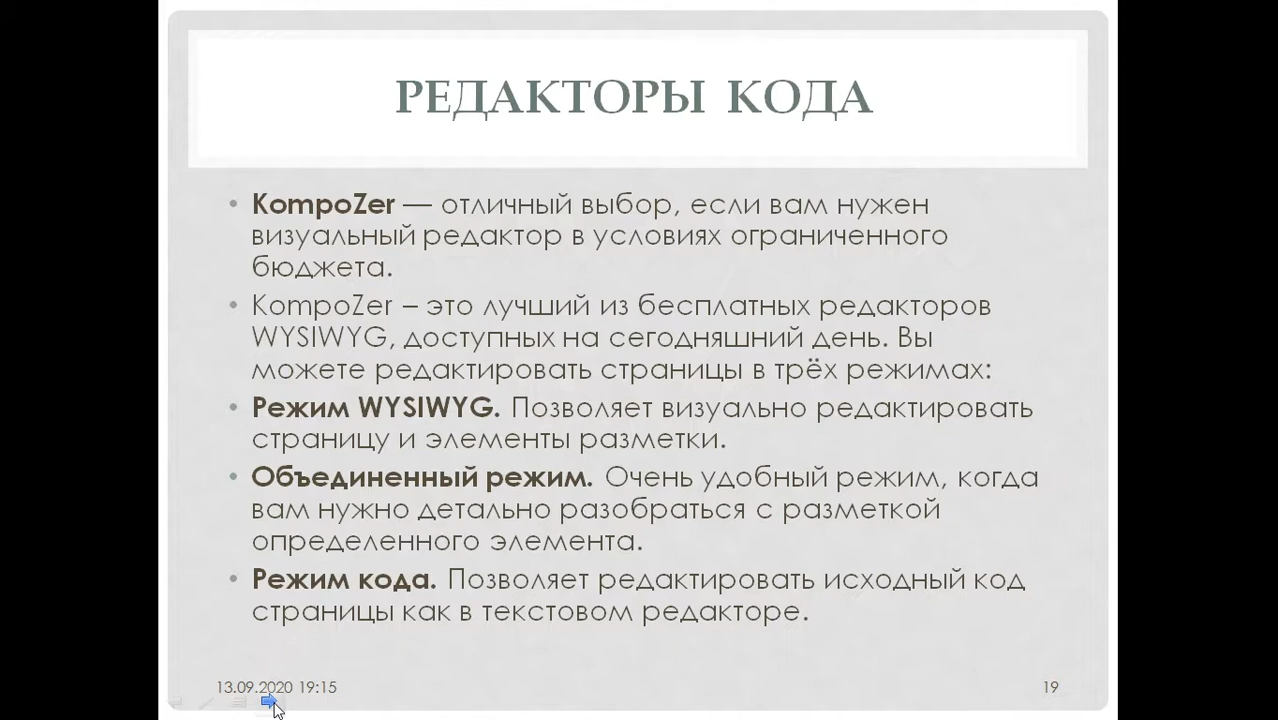 РЕДАКТОРЫ КОДА
• KompoZer — отличный выбор, если вам нужен
визуальный редактор в условиях ограниченного
бюджета.
• KompoZer – это лучший из бесплатных редакторов
WYSIWYG, доступных на сегодняшний день. Вы
можете редактировать страницы в трёх режимах:
• Режим WYSIWYG. Позволяет визуально редактировать
страницу и элементы разметки.
• Объединенный режим. Очень удобный режим, когда
вам нужно детально разобраться с разметкой
определенного элемента.
• Режим кода. Позволяет редактировать исходный код
страницы как в текстовом редакторе.
13.09.2020 19:15
19